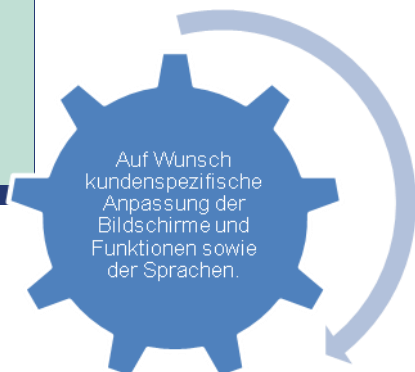 Auf Wunsch
kundenspezifische
Anpassung der
Bildschirme und
Funktionen sowie
der Sprachen.